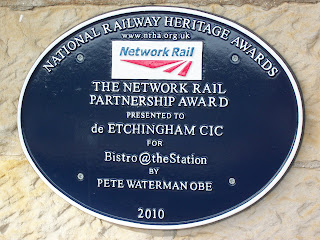 NATIONAL RAILWAY HERITAGE AWARDS
www.nrha.org.uk
Network Rail
THE NETWORK RAIL
PARTNERSHIP AWARD
PRESENTED TO
de ETCHINGHAM CIC
FOR
Bistro@theStation
BY
PETE WATERMAN OBE
2010